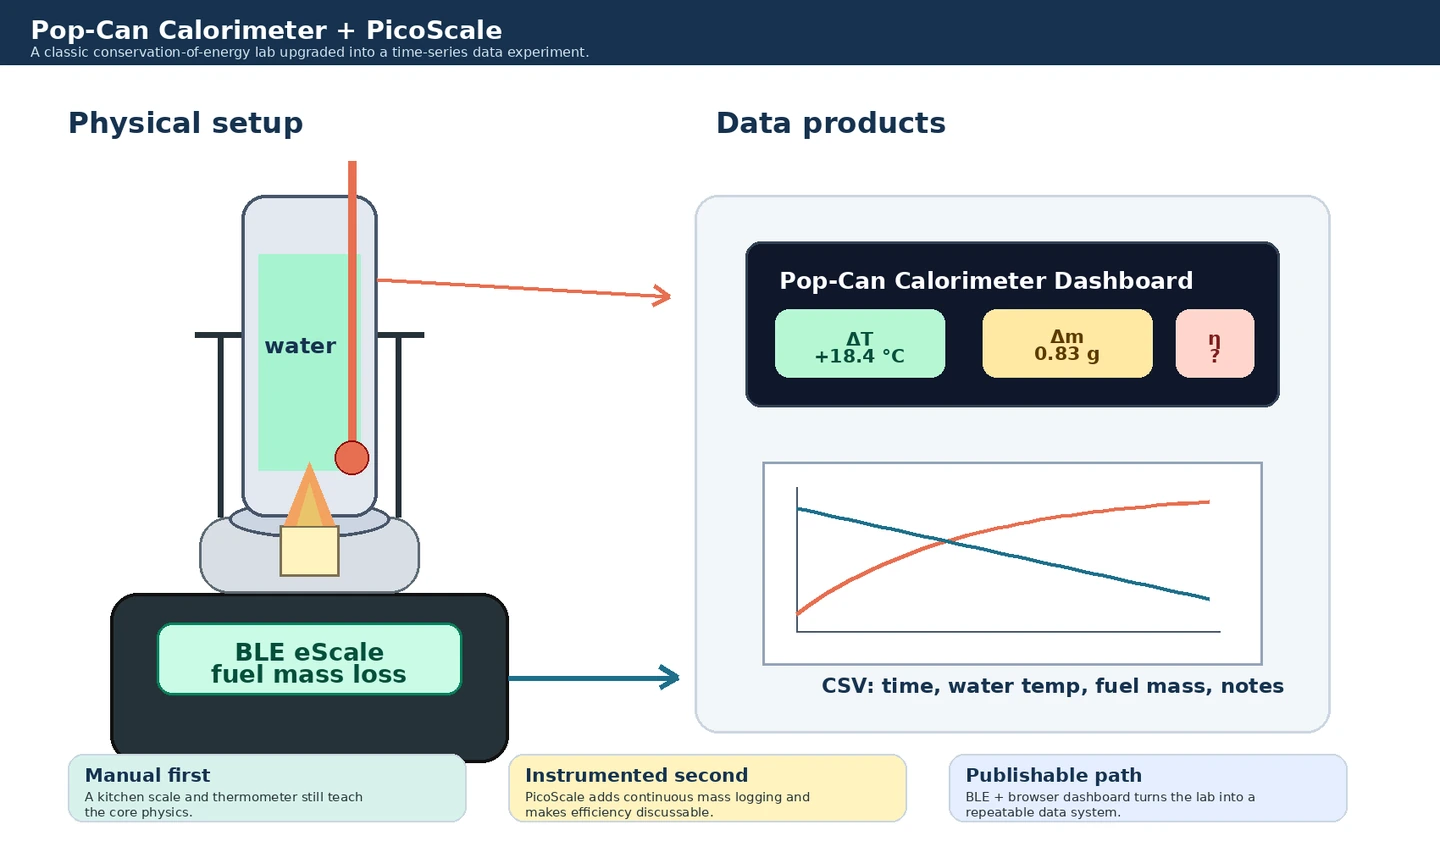 Pop-Can Calorimeter + PicoScale
A classic conservation-of-energy lab upgraded into a time-series data experiment.
Physical setup
water
BLE eScale
fuel mass loss
Data products
Pop-Can Calorimeter Dashboard
ΔT
+18.4 °C
Δm
0.83 g
η
?
CSV: time, water temp, fuel mass, notes
Manual first
A kitchen scale and thermometer still teach
the core physics.
Instrumented second
PicoScale adds continuous mass logging and
makes efficiency discussable.
Publishable path
BLE + browser dashboard turns the lab into a
repeatable data system.